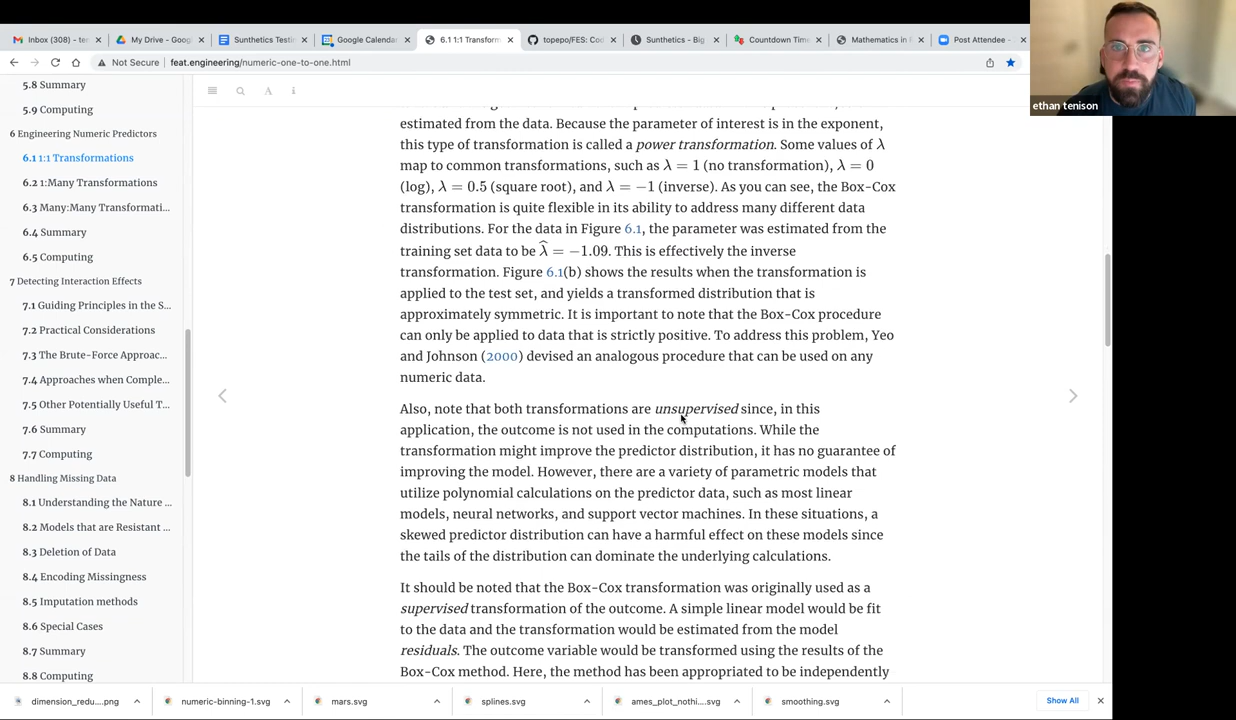 Inbox (308) – te
My Drive – Googl
Sunthetics Testi
Google Calenda
6.1 1:1 Transform
topepo/FES: Cod
Sunthetics – Big
Countdown Time
Mathematics in R
Post Attendee –
Not Secure | feat.engineering/numeric-one-to-one.html
ethan tenison
5.8 Summary
5.9 Computing
6 Engineering Numeric Predictors
6.1 1:1 Transformations
6.2 1:Many Transformations
6.3 Many:Many Transformati...
6.4 Summary
6.5 Computing
7 Detecting Interaction Effects
7.1 Guiding Principles in the S...
7.2 Practical Considerations
7.3 The Brute-Force Approac...
7.4 Approaches when Comple...
7.5 Other Potentially Useful T...
7.6 Summary
7.7 Computing
8 Handling Missing Data
8.1 Understanding the Nature ...
8.2 Models that are Resistant ...
8.3 Deletion of Data
8.4 Encoding Missingness
8.5 Imputation methods
8.6 Special Cases
8.7 Summary
8.8 Computing
estimated from the data. Because the parameter of interest is in the exponent,
this type of transformation is called a power transformation. Some values of λ
map to common transformations, such as λ = 1 (no transformation), λ = 0
(log), λ = 0.5 (square root), and λ = −1 (inverse). As you can see, the Box-Cox
transformation is quite flexible in its ability to address many different data
distributions. For the data in Figure 6.1, the parameter was estimated from the
training set data to be λ̂ = −1.09. This is effectively the inverse
transformation. Figure 6.1(b) shows the results when the transformation is
applied to the test set, and yields a transformed distribution that is
approximately symmetric. It is important to note that the Box-Cox procedure
can only be applied to data that is strictly positive. To address this problem, Yeo
and Johnson (2000) devised an analogous procedure that can be used on any
numeric data.
Also, note that both transformations are unsupervised since, in this
application, the outcome is not used in the computations. While the
transformation might improve the predictor distribution, it has no guarantee of
improving the model. However, there are a variety of parametric models that
utilize polynomial calculations on the predictor data, such as most linear
models, neural networks, and support vector machines. In these situations, a
skewed predictor distribution can have a harmful effect on these models since
the tails of the distribution can dominate the underlying calculations.
It should be noted that the Box-Cox transformation was originally used as a
supervised transformation of the outcome. A simple linear model would be fit
to the data and the transformation would be estimated from the model
residuals. The outcome variable would be transformed using the results of the
Box-Cox method. Here, the method has been appropriated to be independently
dimension_redu....png
numeric-binning-1.svg
mars.svg
splines.svg
ames_plot_nothi....svg
smoothing.svg
Show All